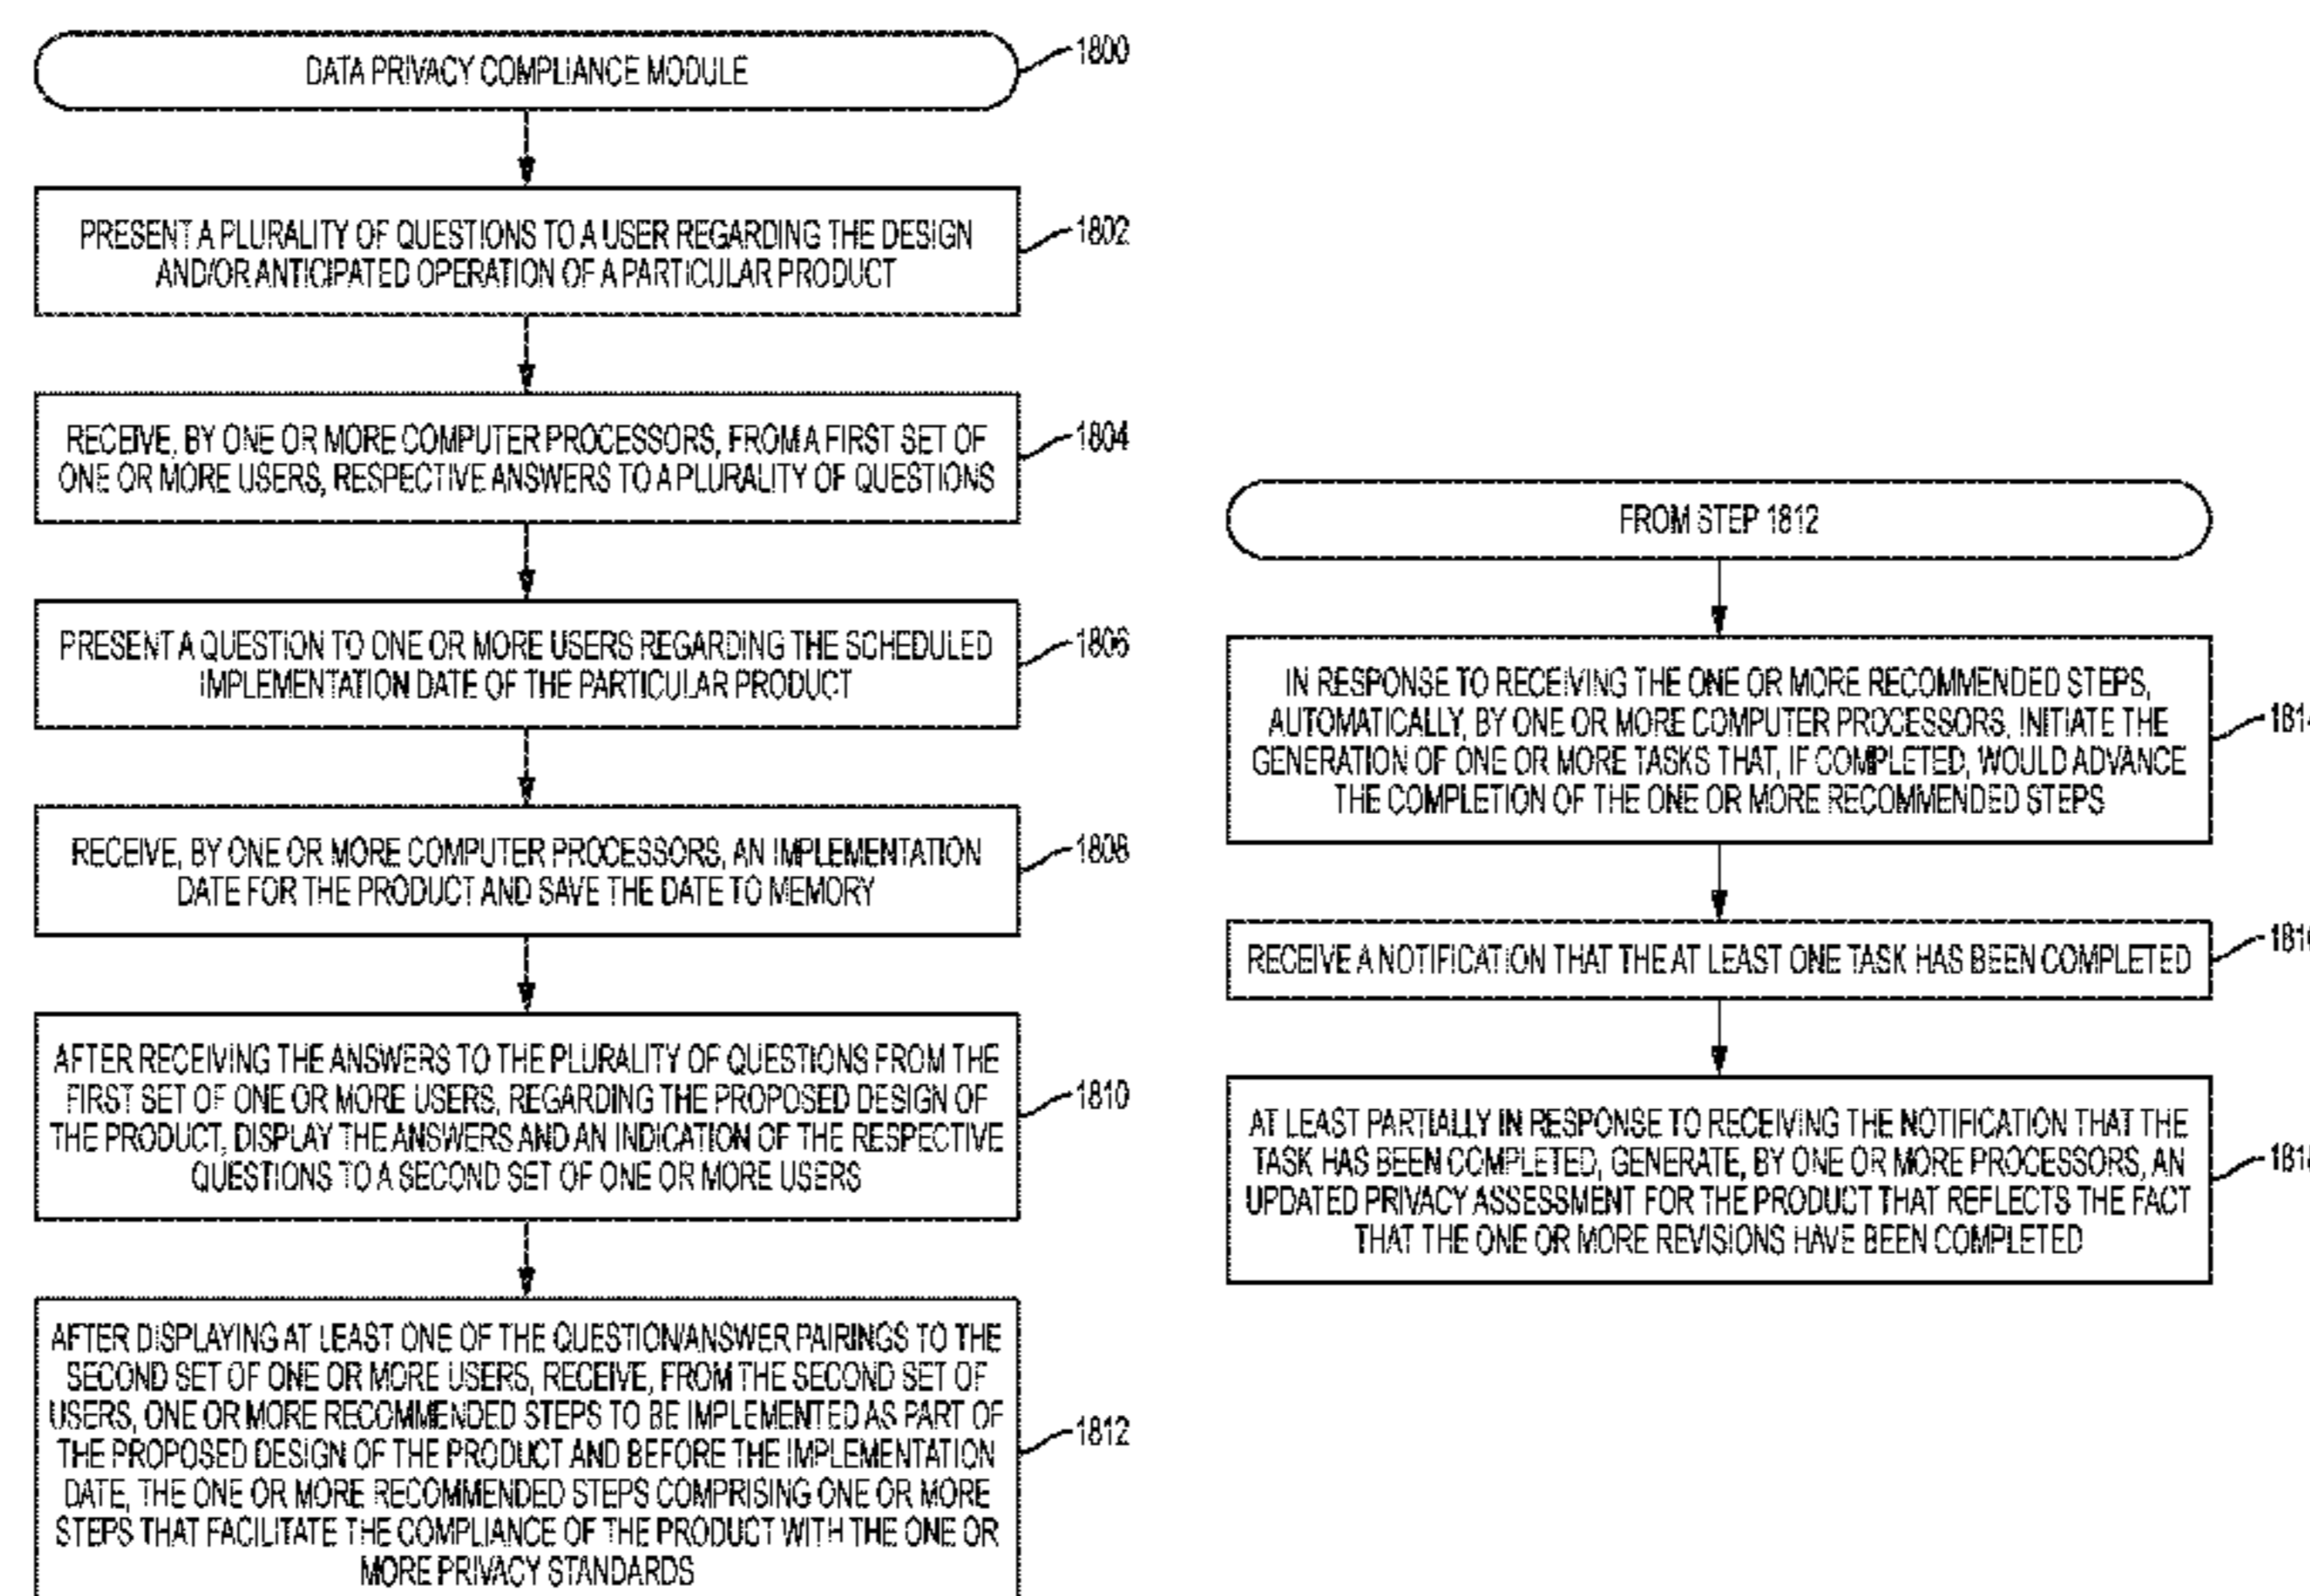 DATA PRIVACY COMPLIANCE MODULE
1800
PRESENT A PLURALITY OF QUESTIONS TO A USER REGARDING THE DESIGN
AND/OR ANTICIPATED OPERATION OF A PARTICULAR PRODUCT
1802
RECEIVE, BY ONE OR MORE COMPUTER PROCESSORS, FROM A FIRST SET OF
ONE OR MORE USERS, RESPECTIVE ANSWERS TO A PLURALITY OF QUESTIONS
1804
PRESENT A QUESTION TO ONE OR MORE USERS REGARDING THE SCHEDULED
IMPLEMENTATION DATE OF THE PARTICULAR PRODUCT
1806
RECEIVE, BY ONE OR MORE COMPUTER PROCESSORS, AN IMPLEMENTATION
DATE FOR THE PRODUCT AND SAVE THE DATE TO MEMORY
1808
AFTER RECEIVING THE ANSWERS TO THE PLURALITY OF QUESTIONS FROM THE
FIRST SET OF ONE OR MORE USERS, REGARDING THE PROPOSED DESIGN OF
THE PRODUCT, DISPLAY THE ANSWERS AND AN INDICATION OF THE RESPECTIVE
QUESTIONS TO A SECOND SET OF ONE OR MORE USERS
1810
AFTER DISPLAYING AT LEAST ONE OF THE QUESTION/ANSWER PAIRINGS TO THE
SECOND SET OF ONE OR MORE USERS, RECEIVE, FROM THE SECOND SET OF
USERS, ONE OR MORE RECOMMENDED STEPS TO BE IMPLEMENTED AS PART OF
THE PROPOSED DESIGN OF THE PRODUCT AND BEFORE THE IMPLEMENTATION
DATE, THE ONE OR MORE RECOMMENDED STEPS COMPRISING ONE OR MORE
STEPS THAT FACILITATE THE COMPLIANCE OF THE PRODUCT WITH THE ONE OR
MORE PRIVACY STANDARDS
1812
FROM STEP 1812
IN RESPONSE TO RECEIVING THE ONE OR MORE RECOMMENDED STEPS,
AUTOMATICALLY, BY ONE OR MORE COMPUTER PROCESSORS, INITIATE THE
GENERATION OF ONE OR MORE TASKS THAT, IF COMPLETED, WOULD ADVANCE
THE COMPLETION OF THE ONE OR MORE RECOMMENDED STEPS
RECEIVE A NOTIFICATION THAT THE AT LEAST ONE TASK HAS BEEN COMPLETED
AT LEAST PARTIALLY IN RESPONSE TO RECEIVING THE NOTIFICATION THAT THE
TASK HAS BEEN COMPLETED, GENERATE, BY ONE OR MORE PROCESSORS, AN
UPDATED PRIVACY ASSESSMENT FOR THE PRODUCT THAT REFLECTS THE FACT
THAT THE ONE OR MORE REVISIONS HAVE BEEN COMPLETED